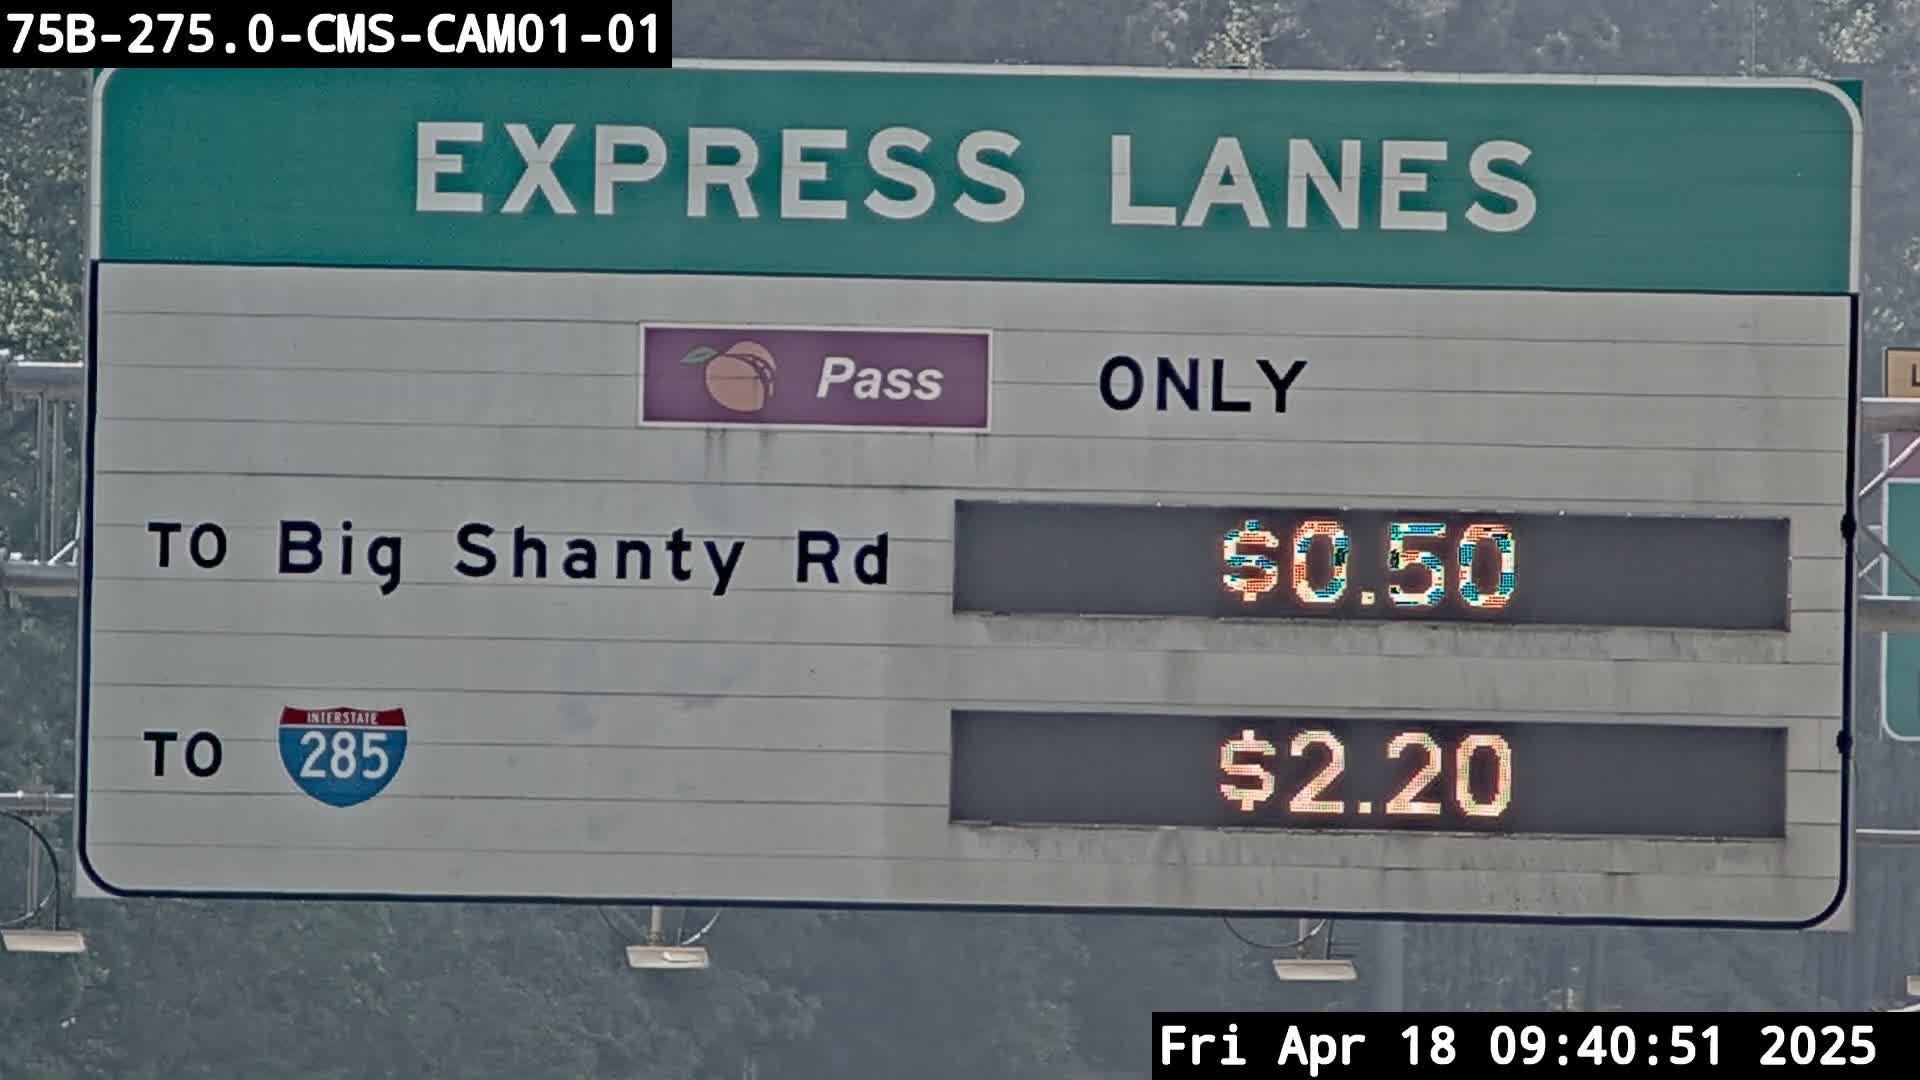 75B-275.0-CMS-CAM01-01
EXPRESS LANES
Pass ONLY
TO Big Shanty Rd $0.50
INTERSTATE
TO 285 $2.20
Fri Apr 18 09:40:51 2025